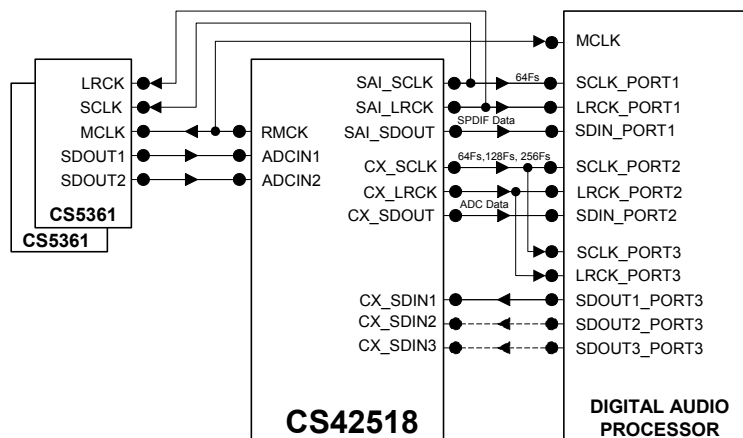 LRCK
SCLK
MCLK
SDOUT1
SDOUT2
CS5361
CS5361
RMCK
ADCIN1
ADCIN2
SAI_SCLK
SAI_LRCK
SAI_SDOUT
CX_SCLK
CX_LRCK
CX_SDOUT
CX_SDIN1
CX_SDIN2
CX_SDIN3
CS42518
64Fs
SPDIF Data
64Fs,128Fs, 256Fs
ADC Data
MCLK
SCLK_PORT1
LRCK_PORT1
SDIN_PORT1
SCLK_PORT2
LRCK_PORT2
SDIN_PORT2
SCLK_PORT3
LRCK_PORT3
SDOUT1_PORT3
SDOUT2_PORT3
SDOUT3_PORT3
DIGITAL AUDIO
PROCESSOR